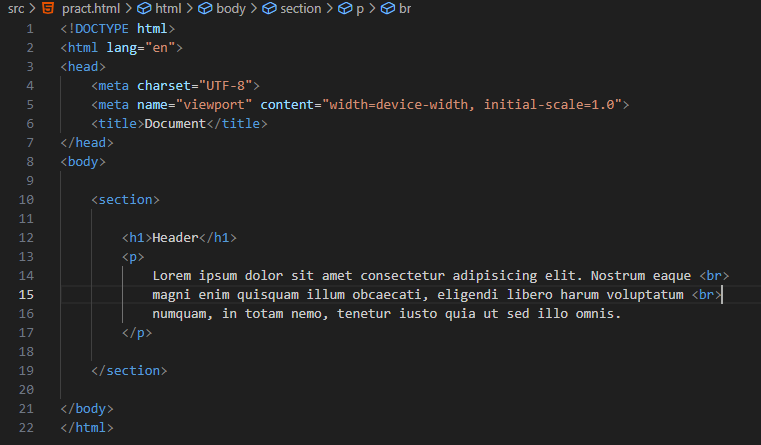 src > pract.html > html > body > section > p > br
1 <!DOCTYPE html>
2 <html lang="en">
3 <head>
4     <meta charset="UTF-8">
5     <meta name="viewport" content="width=device-width, initial-scale=1.0">
6     <title>Document</title>
7 </head>
8 <body>
9
10     <section>
11
12         <h1>Header</h1>
13         <p>
14             Lorem ipsum dolor sit amet consectetur adipisicing elit. Nostrum eaque <br>
15             magni enim quisquam illum obcaecati, eligendi libero harum voluptatum <br>
16             numquam, in totam nemo, tenetur iusto quia ut sed illo omnis.
17         </p>
18
19     </section>
20
21 </body>
22 </html>